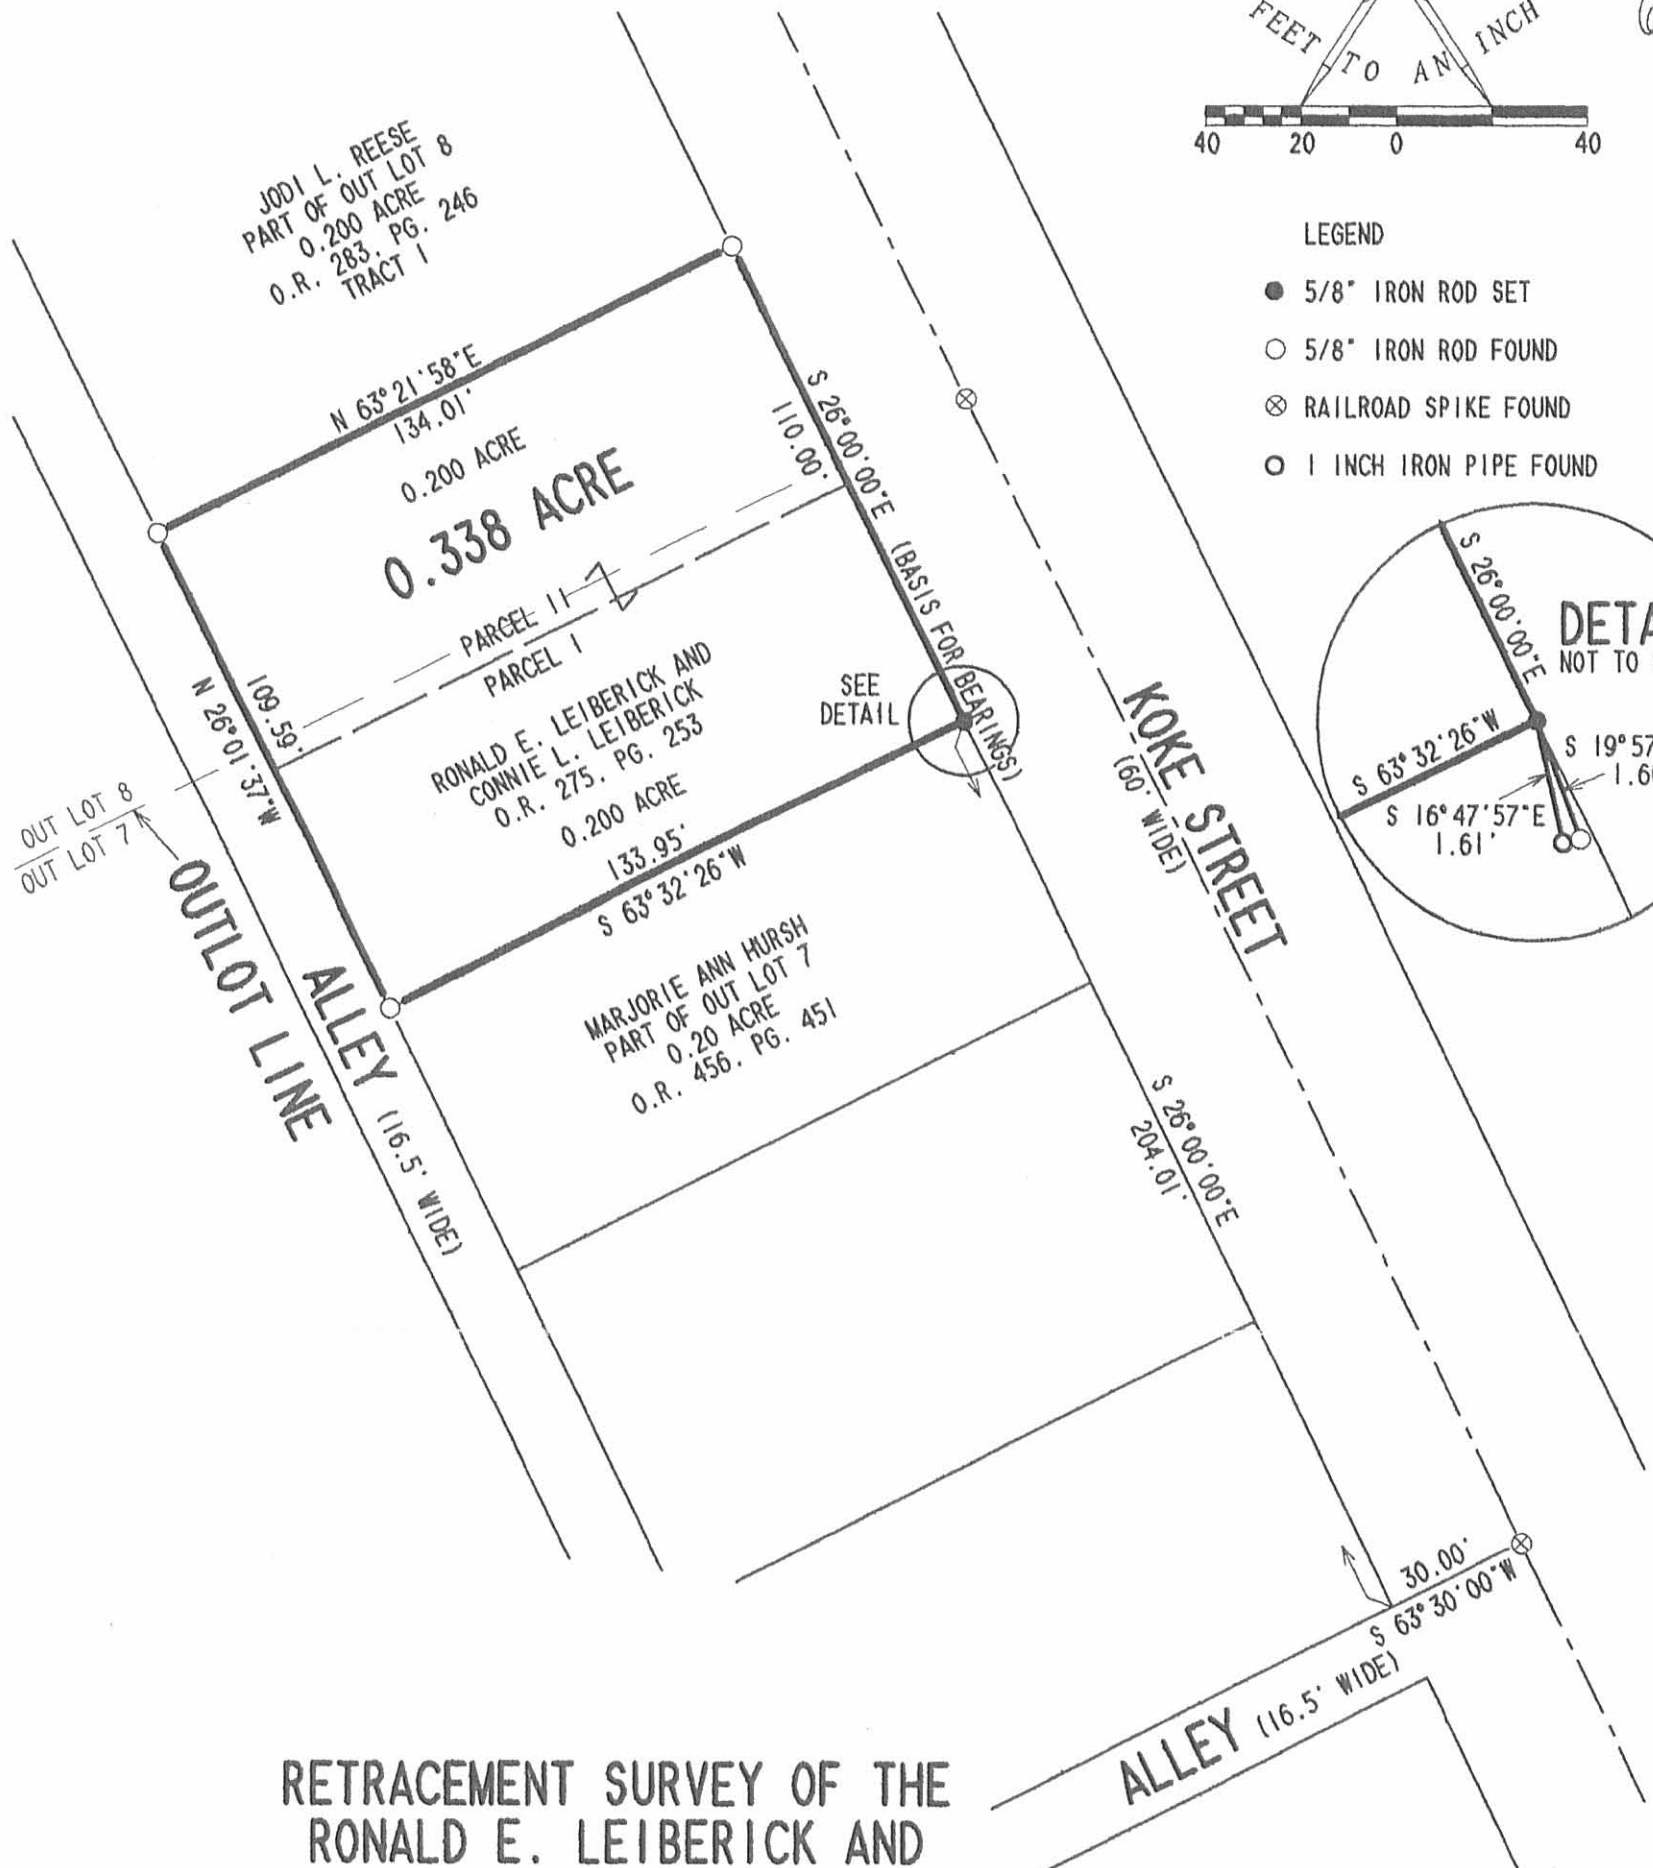 FEET TO AN INCH
40 20 0 40
LEGEND
5/8" IRON ROD SET
5/8" IRON ROD FOUND
RAILROAD SPIKE FOUND
1 INCH IRON PIPE FOUND
JODI L. REESE
PART OF OUT LOT 8
0.200 ACRE
O.R. 283, PG. 246
TRACT I
N 63°21'58"E
134.01'
0.200 ACRE
0.338 ACRE
S 26°00'00"E (BASIS FOR BEARINGS)
110.00'
PARCEL II
PARCEL I
RONALD E. LEIBERICK AND
CONNIE L. LEIBERICK
O.R. 275, PG. 253
0.200 ACRE
133.95'
S 63°32'26"W
109.59'
N 26°01'37"W
SEE
DETAIL
OUT LOT 8
OUT LOT 7
OUTLOT LINE
ALLEY (16.5' WIDE)
MARJORIE ANN HURSH
PART OF OUT LOT 7
0.20 ACRE
O.R. 456, PG. 451
KOKE STREET
(60' WIDE)
S 26°00'00"E
DETA
NOT TO
S 63°32'26"W
S 19°57
1.6
S 16°47'57"E
1.61'
S 26°00'00"E
204.01'
30.00'
S 63°30'00"W
ALLEY (16.5' WIDE)
RETRACEMENT SURVEY OF THE
RONALD E. LEIBERICK AND